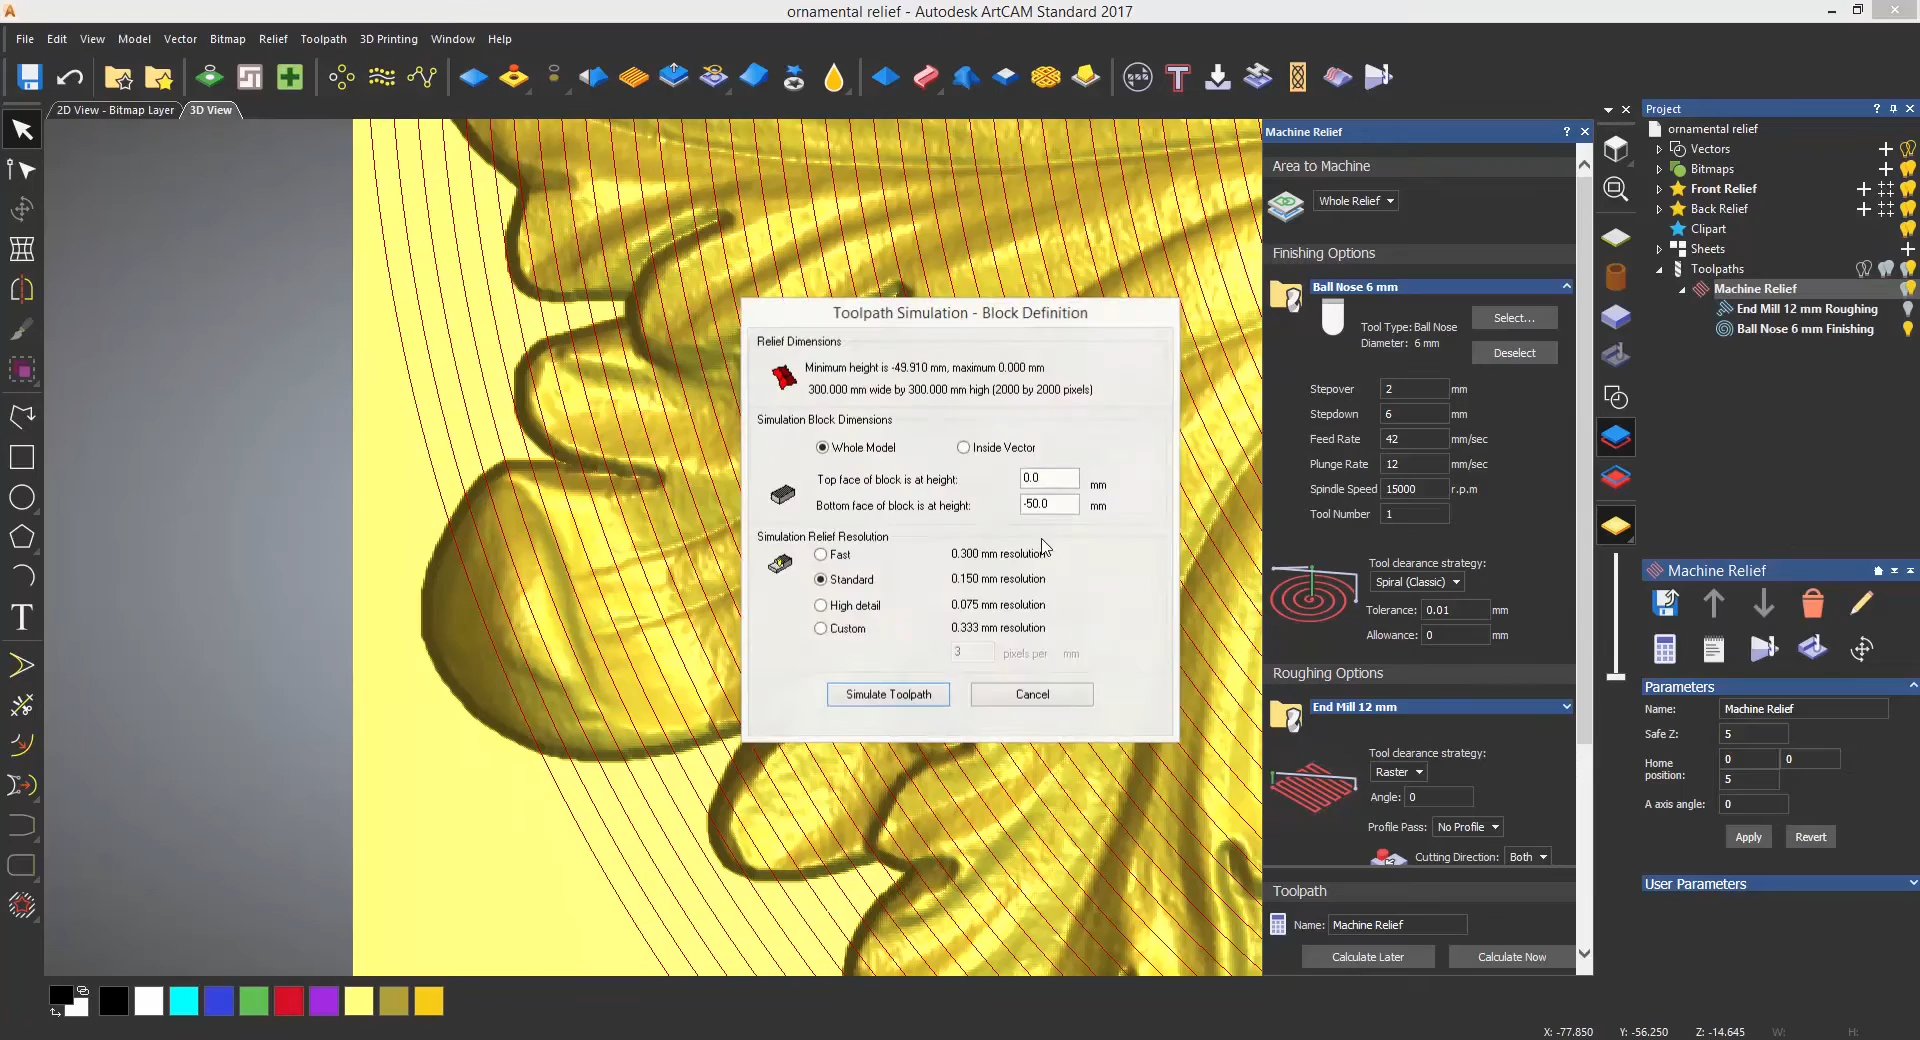 ornamental relief - Autodesk ArtCAM Standard 2017
File Edit View Model Vector Bitmap Relief Toolpath 3D Printing Window Help
2D View - Bitmap Layer 3D View
Machine Relief ?
Area to Machine
Whole Relief
Finishing Options
Ball Nose 6 mm
Tool Type: Ball Nose
Diameter: 6 mm
Select...
Deselect
Stepover 2 mm
Stepdown 6 mm
Feed Rate 42 mm/sec
Plunge Rate 12 mm/sec
Spindle Speed 15000 r.p.m
Tool Number 1
Tool clearance strategy:
Spiral (Classic)
Tolerance: 0.01 mm
Allowance: 0 mm
Roughing Options
End Mill 12 mm
Tool clearance strategy:
Raster
Angle: 0
Profile Pass: No Profile
Cutting Direction: Both
Toolpath
Name: Machine Relief
Calculate Later Calculate Now
Toolpath Simulation - Block Definition
Relief Dimensions
Minimum height is -49.910 mm, maximum 0.000 mm
300.000 mm wide by 300.000 mm high (2000 by 2000 pixels)
Simulation Block Dimensions
Whole Model Inside Vector
Top face of block is at height: 0.0 mm
Bottom face of block is at height: -50.0 mm
Simulation Relief Resolution
Fast 0.300 mm resolution
Standard 0.150 mm resolution
High detail 0.075 mm resolution
Custom 0.333 mm resolution
3 pixels per mm
Simulate Toolpath Cancel
Project ?
ornamental relief
Vectors
Bitmaps
Front Relief
Back Relief
Clipart
Sheets
Toolpaths
Machine Relief
End Mill 12 mm Roughing
Ball Nose 6 mm Finishing
Machine Relief
Parameters
Name: Machine Relief
Safe Z: 5
Home position: 0 0
5
A axis angle: 0
Apply Revert
User Parameters
X: -77.850 Y: -56.250 Z: -14.645 W: H: